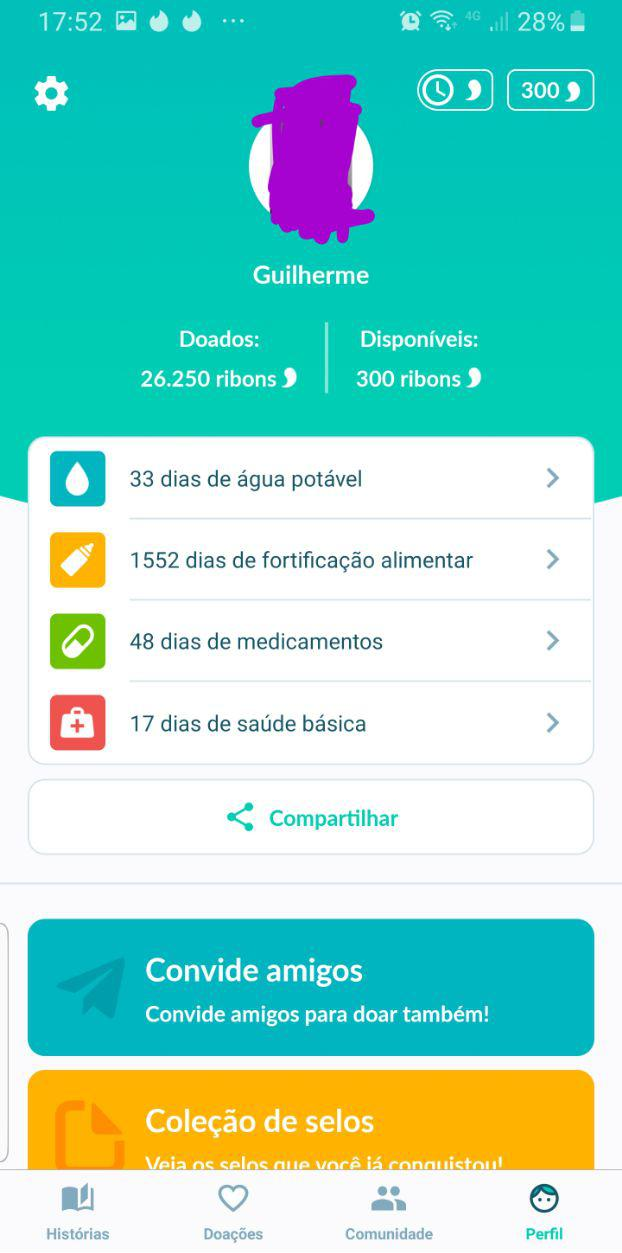 17:52 ... 4G 28%
300
Guilherme
Doados: Disponíveis:
26.250 ribons 300 ribons
33 dias de água potável
1552 dias de fortificação alimentar
48 dias de medicamentos
17 dias de saúde básica
Compartilhar
Convide amigos
Convide amigos para doar também!
Coleção de selos
Veja os selos que você já conquistou!
Histórias Doações Comunidade Perfil